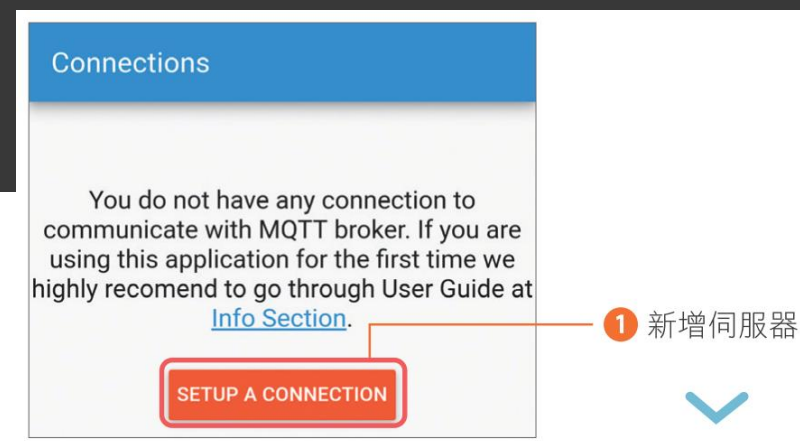 Connections
You do not have any connection to
communicate with MQTT broker. If you are
using this application for the first time we
highly recomend to go through User Guide at
Info Section.
SETUP A CONNECTION
1 新增伺服器